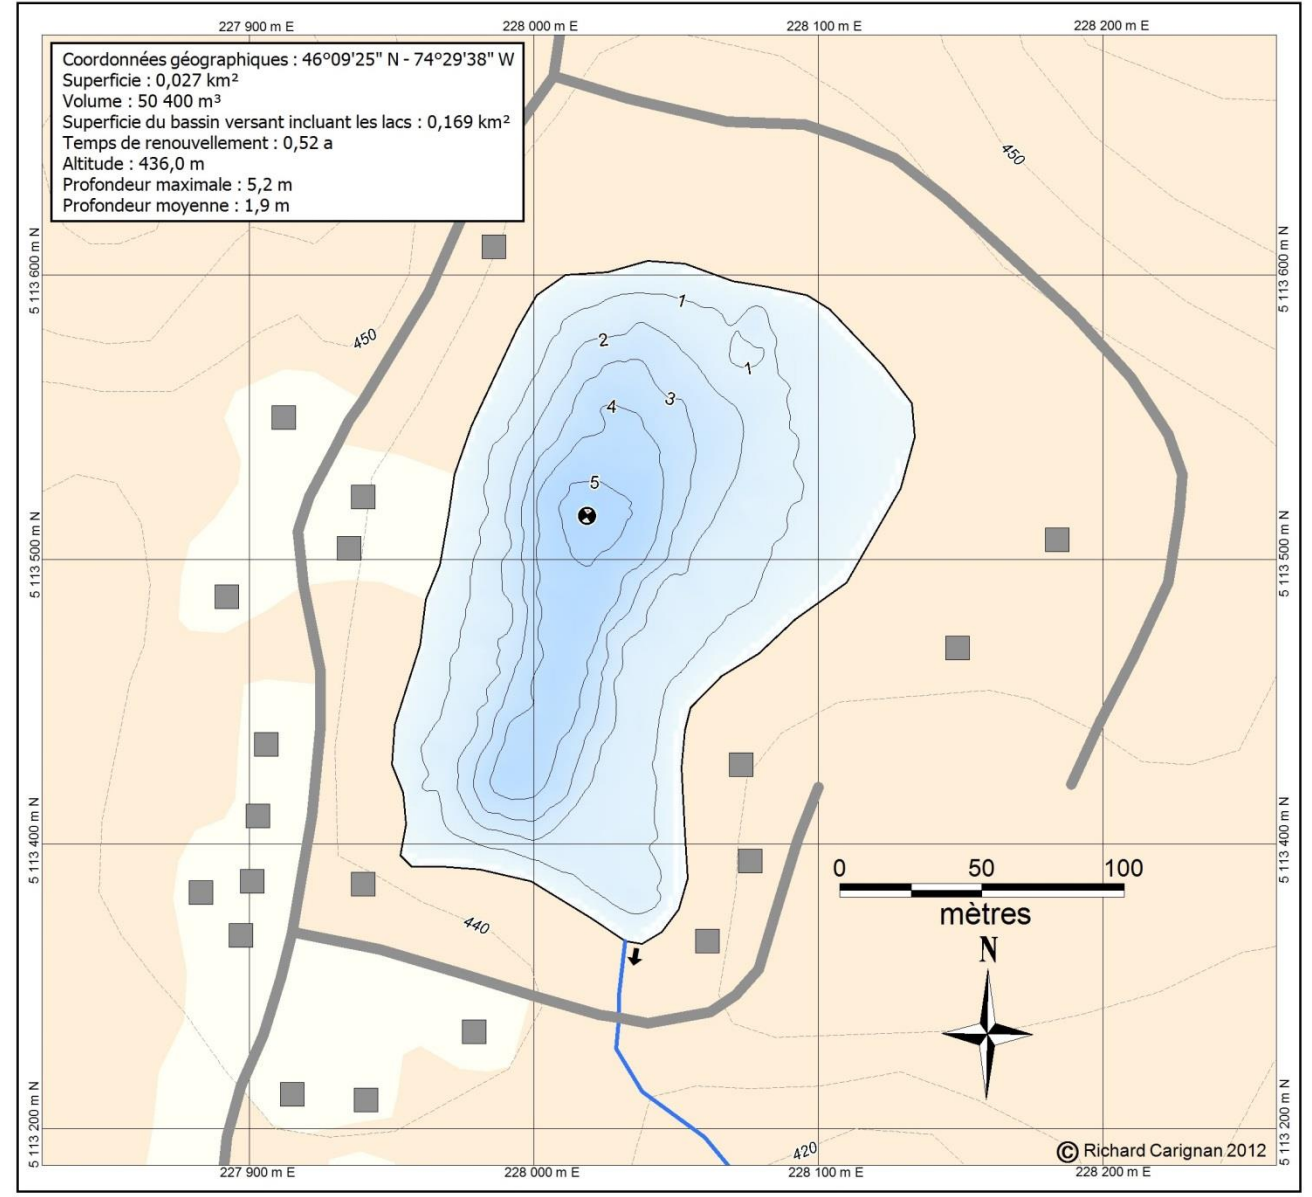 227 900 m E
228 000 m E
228 100 m E
228 200 m E
Coordonnées géographiques : 46°09'25" N - 74°29'38" W
Superficie : 0,027 km²
Volume : 50 400 m³
Superficie du bassin versant incluant les lacs : 0,169 km²
Temps de renouvellement : 0,52 a
Altitude : 436,0 m
Profondeur maximale : 5,2 m
Profondeur moyenne : 1,9 m
450
5 113 600 m N
5 113 600 m N
1
450
2
1
3
4
5
5 113 500 m N
5 113 500 m N
5 113 400 m N
5 113 400 m N
0 50 100
mètres
440
N
5 113 200 m N
5 113 200 m N
420
© Richard Carignan 2012
227 900 m E
228 000 m E
228 100 m E
228 200 m E